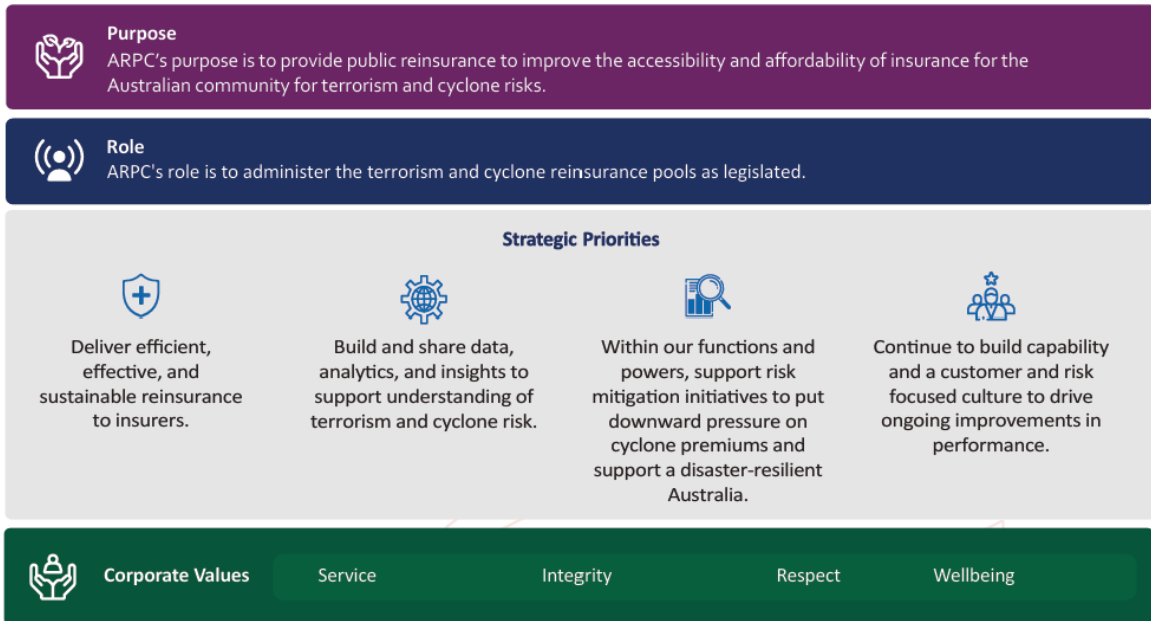 Purpose
ARPC's purpose is to provide public reinsurance to improve the accessibility and affordability of insurance for the
Australian community for terrorism and cyclone risks.
Role
ARPC's role is to administer the terrorism and cyclone reinsurance pools as legislated.
Strategic Priorities
Deliver efficient,
effective, and
sustainable reinsurance
to insurers.
Build and share data,
analytics, and insights to
support understanding of
terrorism and cyclone risk.
Within our functions and
powers, support risk
mitigation initiatives to put
downward pressure on
cyclone premiums and
support a disaster-resilient
Australia.
Continue to build capability
and a customer and risk
focused culture to drive
ongoing improvements in
performance.
Corporate Values
Service
Integrity
Respect
Wellbeing